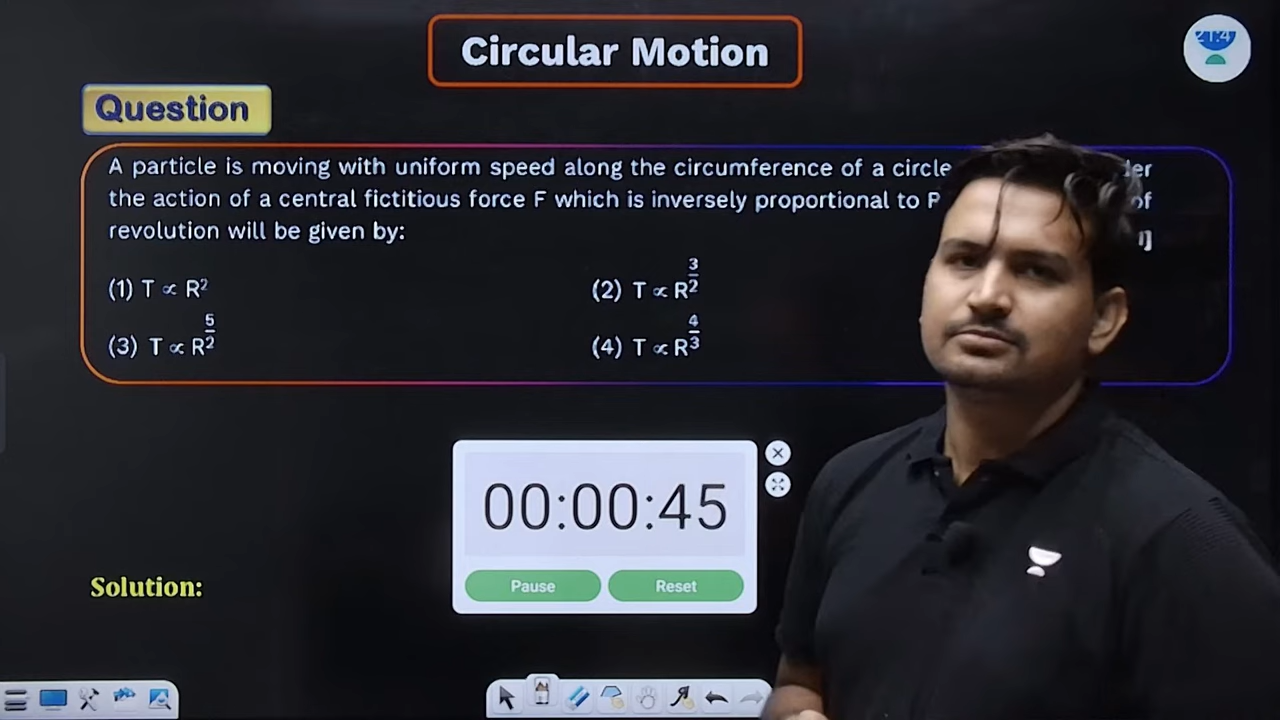 Circular Motion
Question
A particle is moving with uniform speed along the circumference of a circle
the action of a central fictitious force F which is inversely proportional to of
revolution will be given by:
(1) T ∝ R²
(2) T ∝ R^3/2
(3) T ∝ R^5/2
(4) T ∝ R^4/3
00:00:45
Pause Reset
Solution: